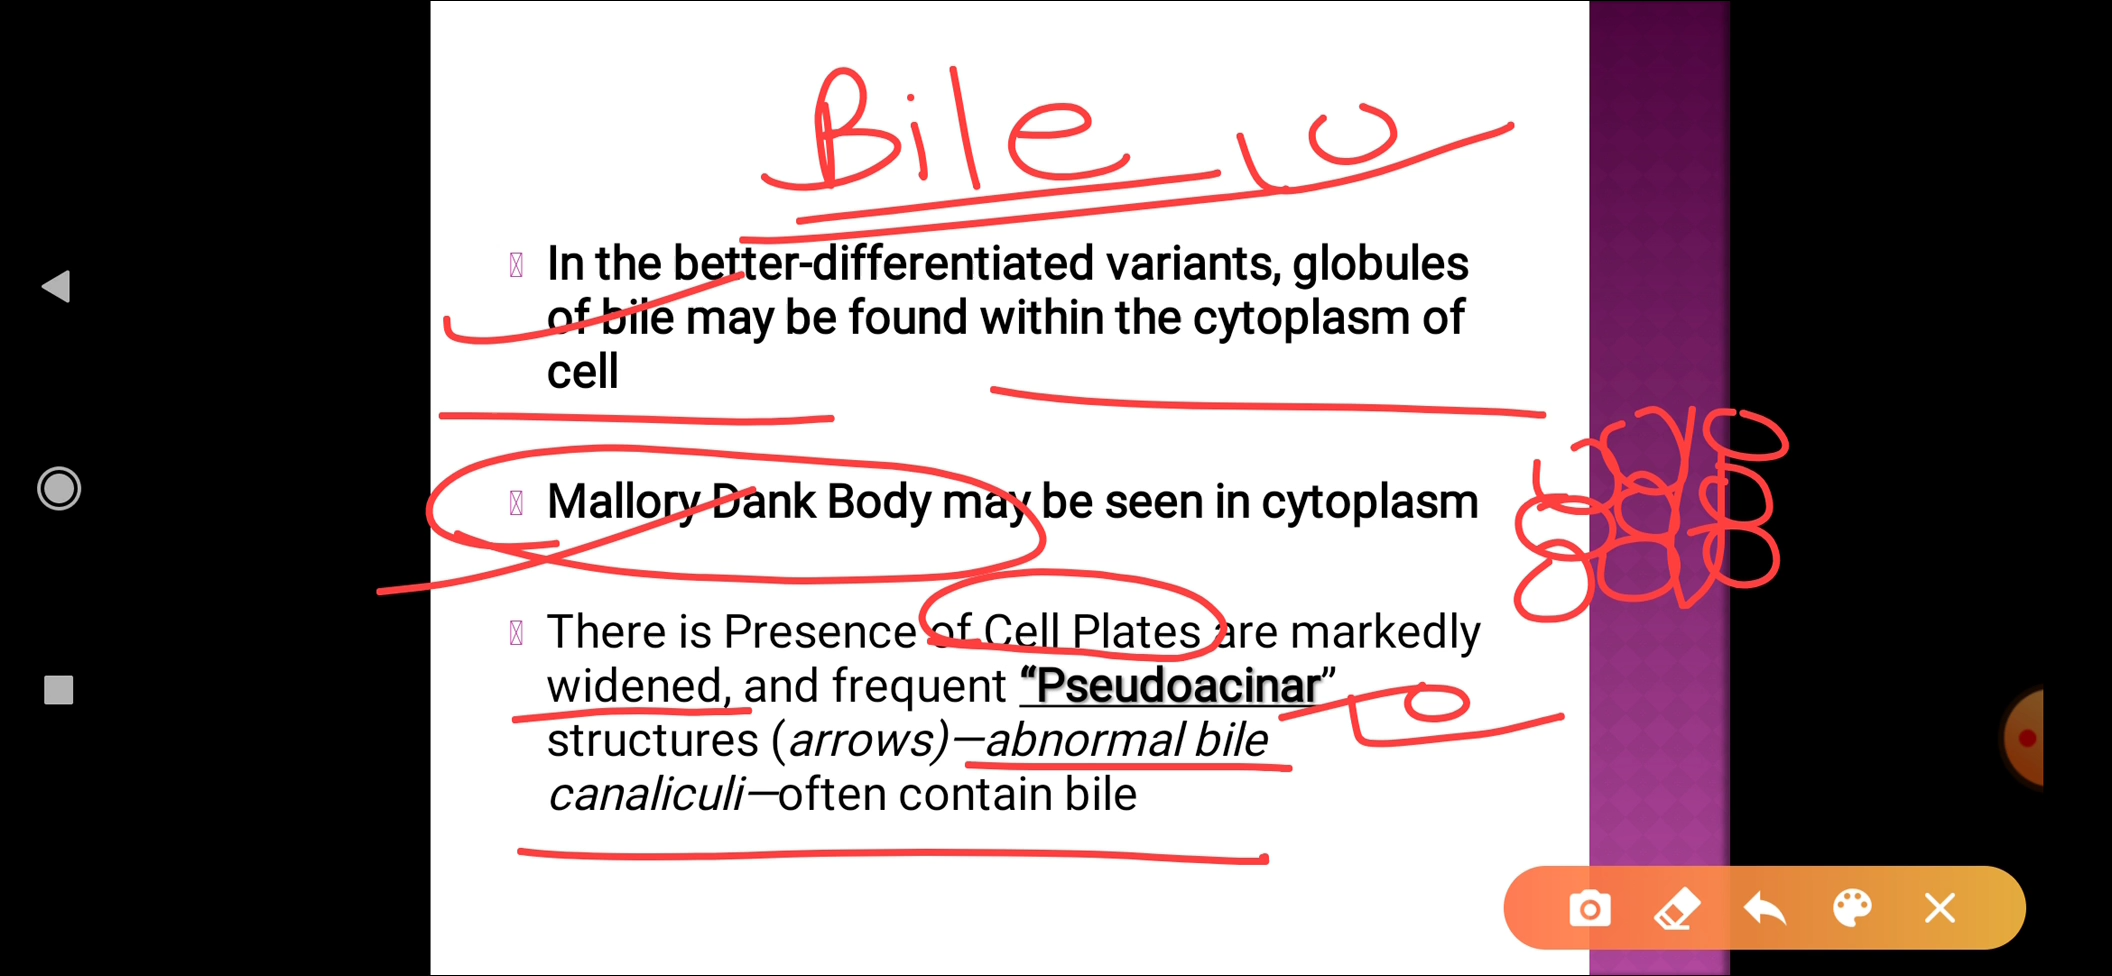 Bile
In the better-differentiated variants, globules
of bile may be found within the cytoplasm of
cell
Mallory Dank Body may be seen in cytoplasm
There is Presence of Cell Plates are markedly
widened, and frequent “Pseudoacinar”
structures (arrows)—abnormal bile
canaliculi—often contain bile